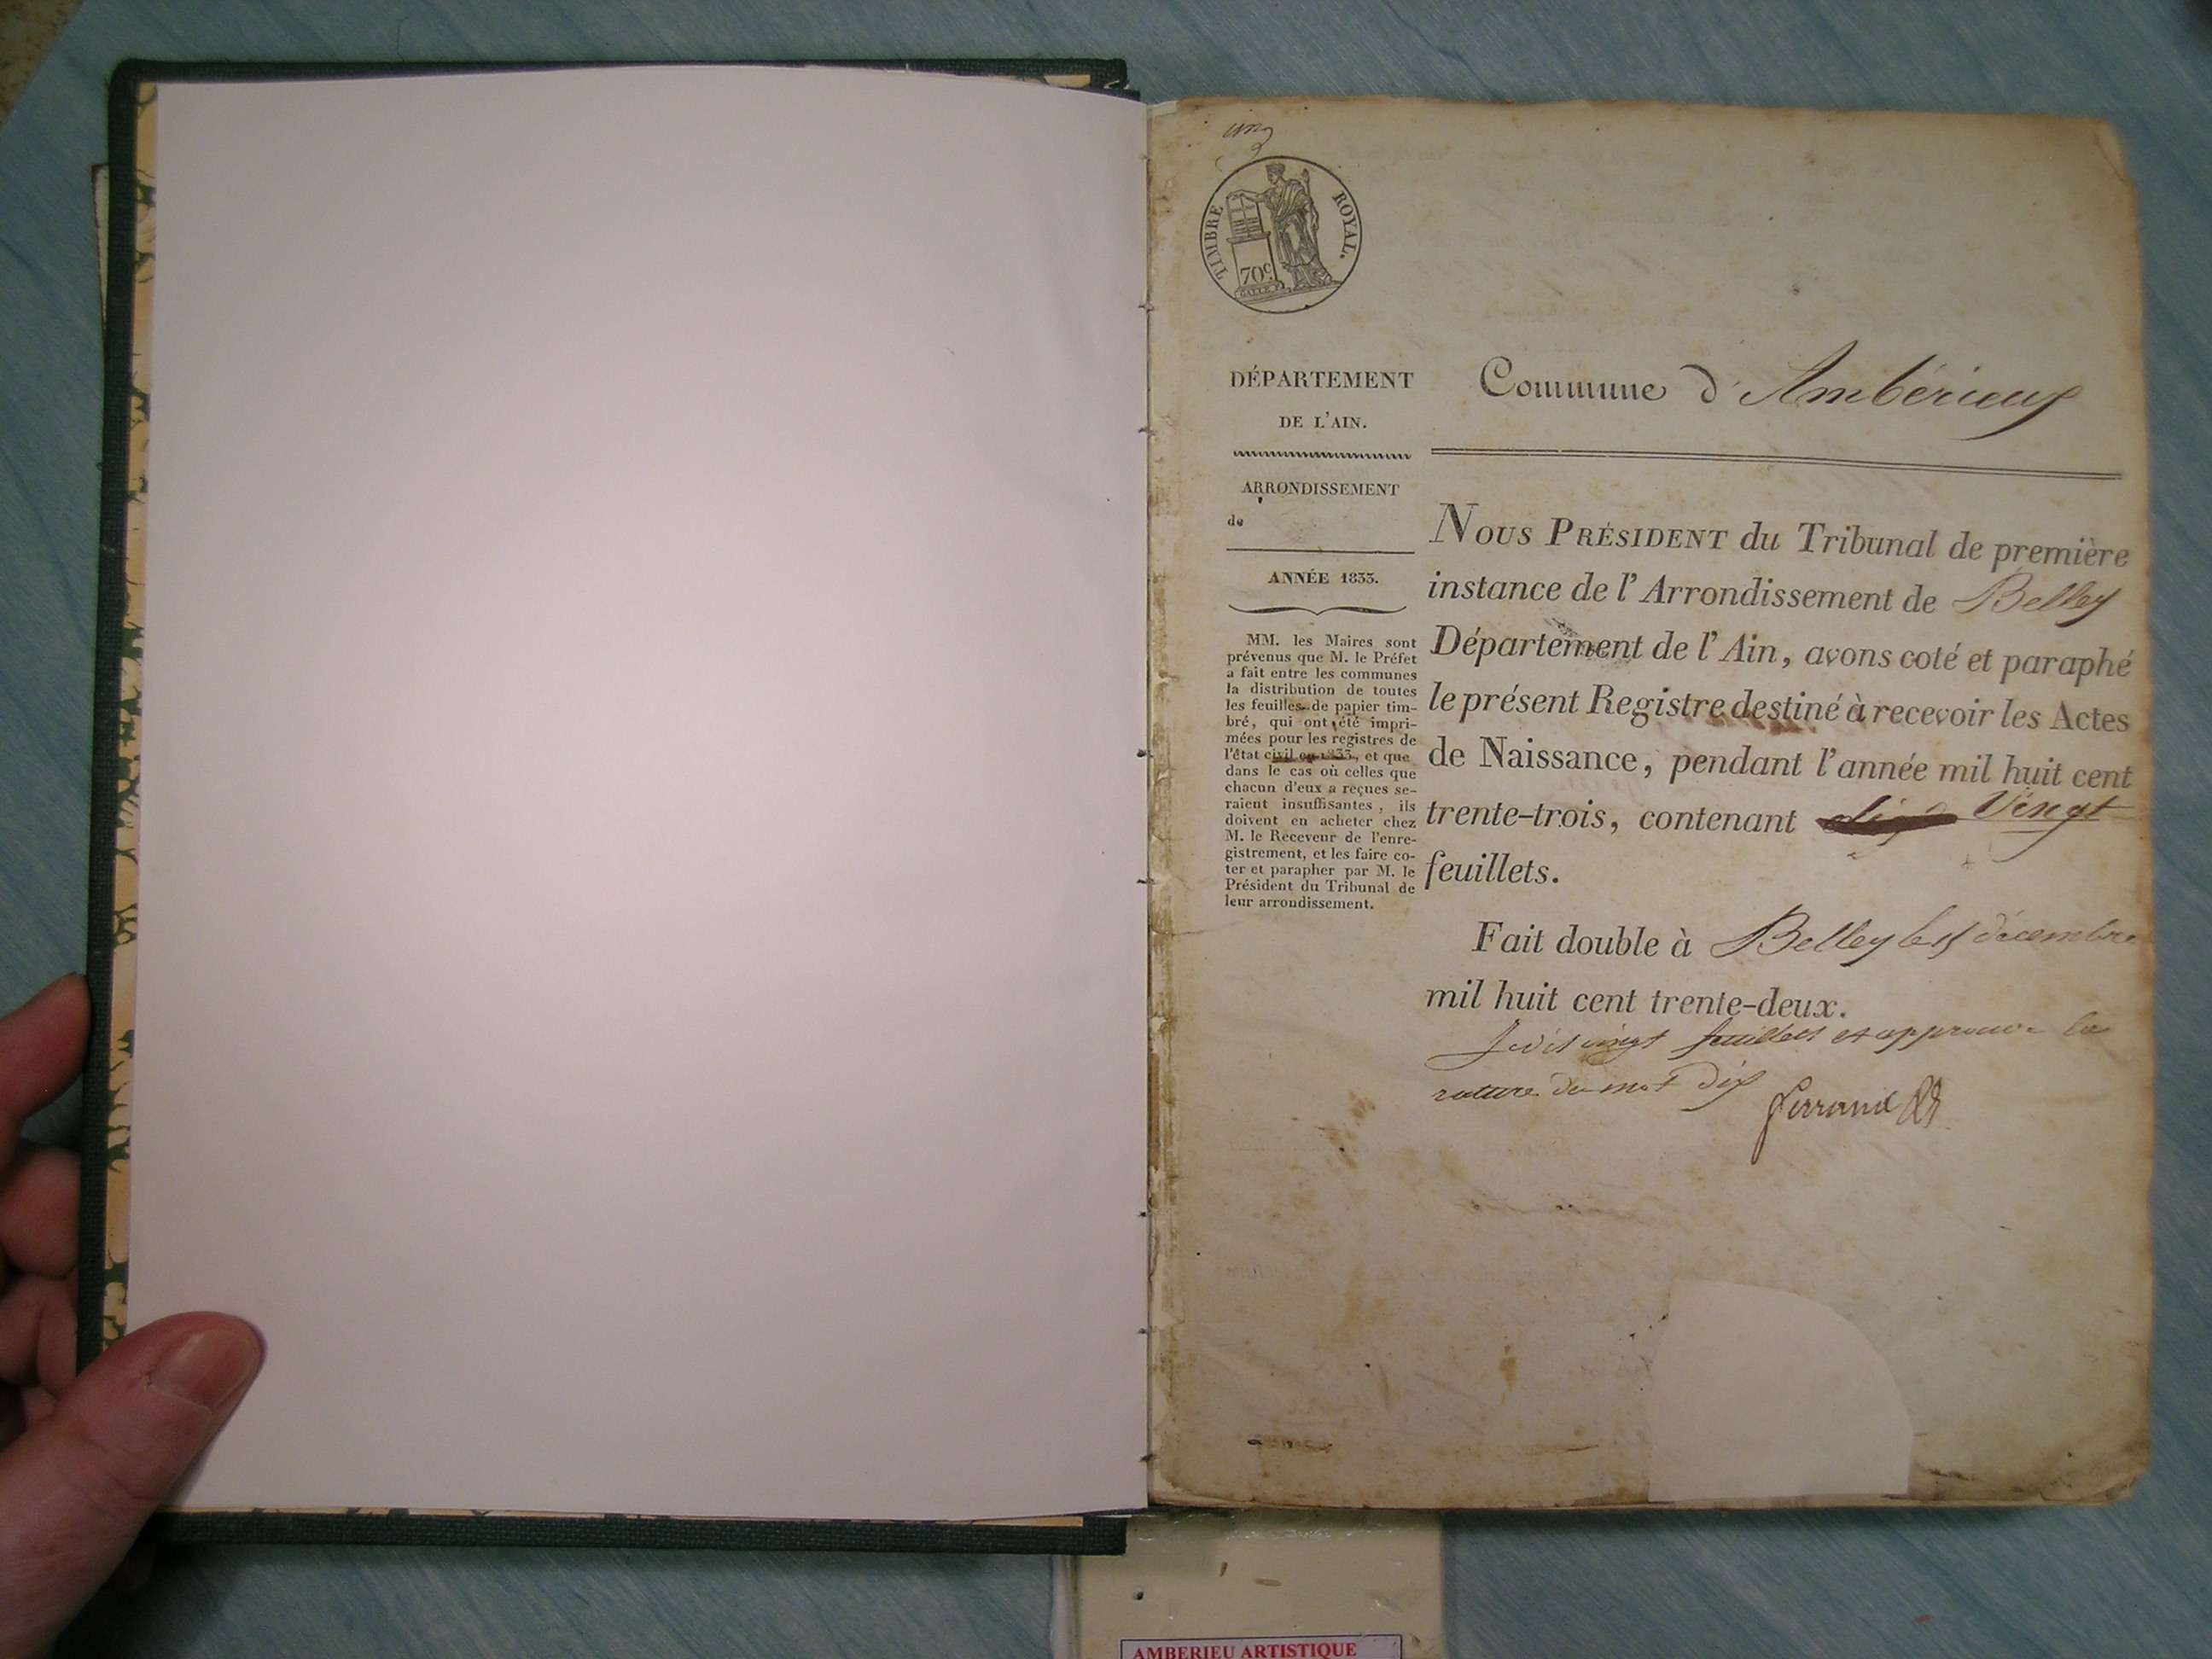 une
TIMBRE ROYAL.
70c
DÉPARTEMENT
DE L'AIN.
ARRONDISSEMENT
de
ANNÉE 1833.
MM. les Maires sont
prévenus que M. le Préfet
a fait entre les communes
la distribution de toutes
les feuilles de papier tim-
bré, qui ont été impri-
mées pour les registres de
l'état civil en 1833, et que
dans le cas où celles que
chacun d'eux a reçues se-
raient insuffisantes, ils
doivent en acheter chez
M. le Receveur de l'enre-
gistrement, et les faire co-
ter et parapher par M. le
Président du Tribunal de
leur arrondissement.
Commune d'Ambérieux
NOUS PRÉSIDENT du Tribunal de première
instance de l'Arrondissement de Belley
Département de l'Ain, avons coté et paraphé
le présent Registre destiné à recevoir les Actes
de Naissance, pendant l'année mil huit cent
trente-trois, contenant dix Vingt
feuillets.
Fait double à Belley le décembre
mil huit cent trente-deux.
Je dis vingt feuillets et approuve la
rature du mot dix
Ferrand
AMBERIEU ARTISTIQUE